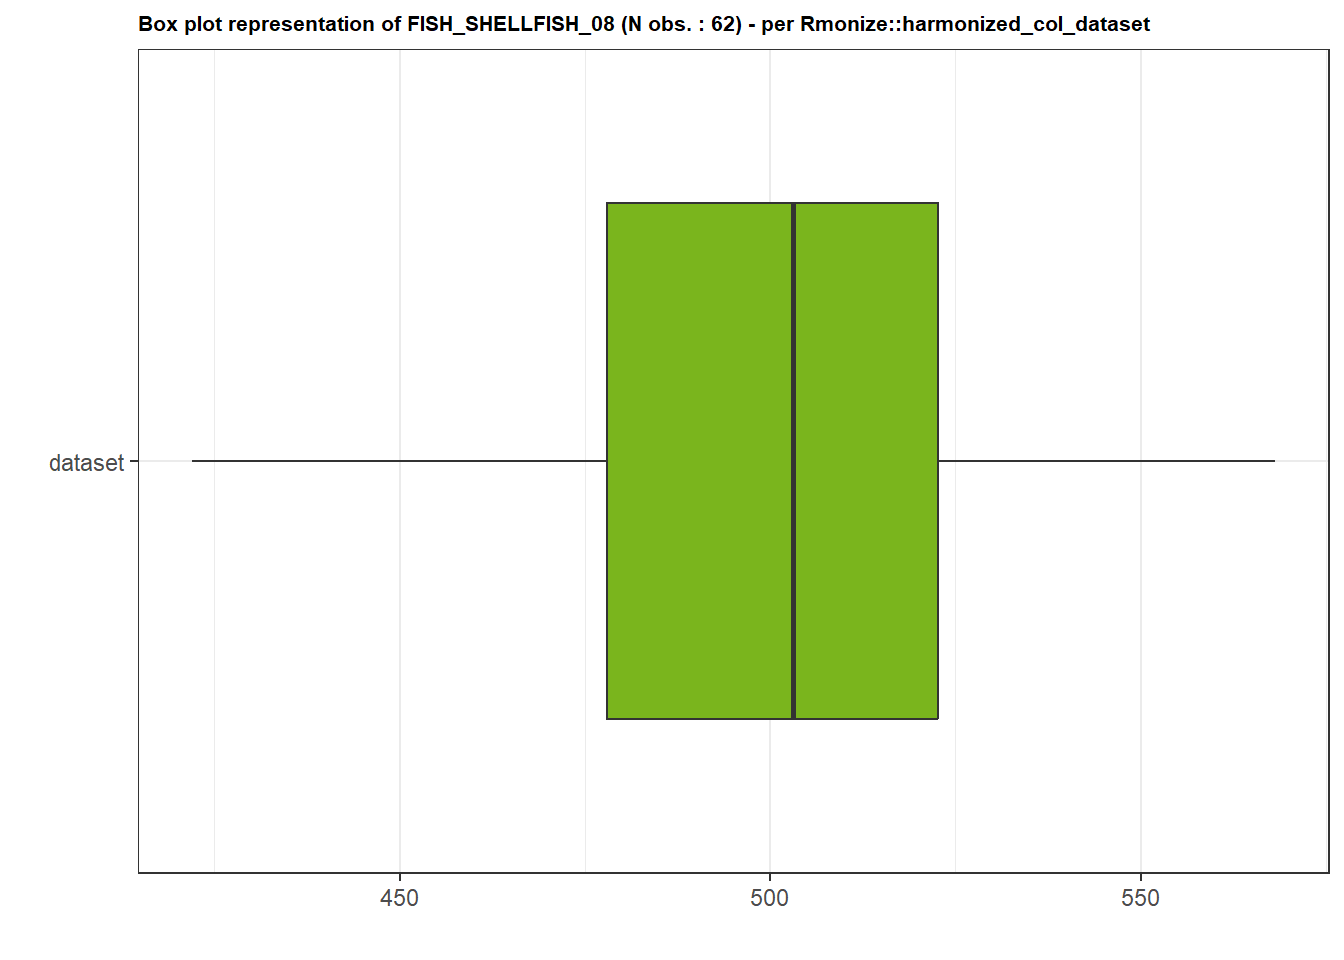 Box plot representation of FISH_SHELLFISH_08 (N obs. : 62) - per Rmonize::harmonized_col_dataset
dataset
450 500 550